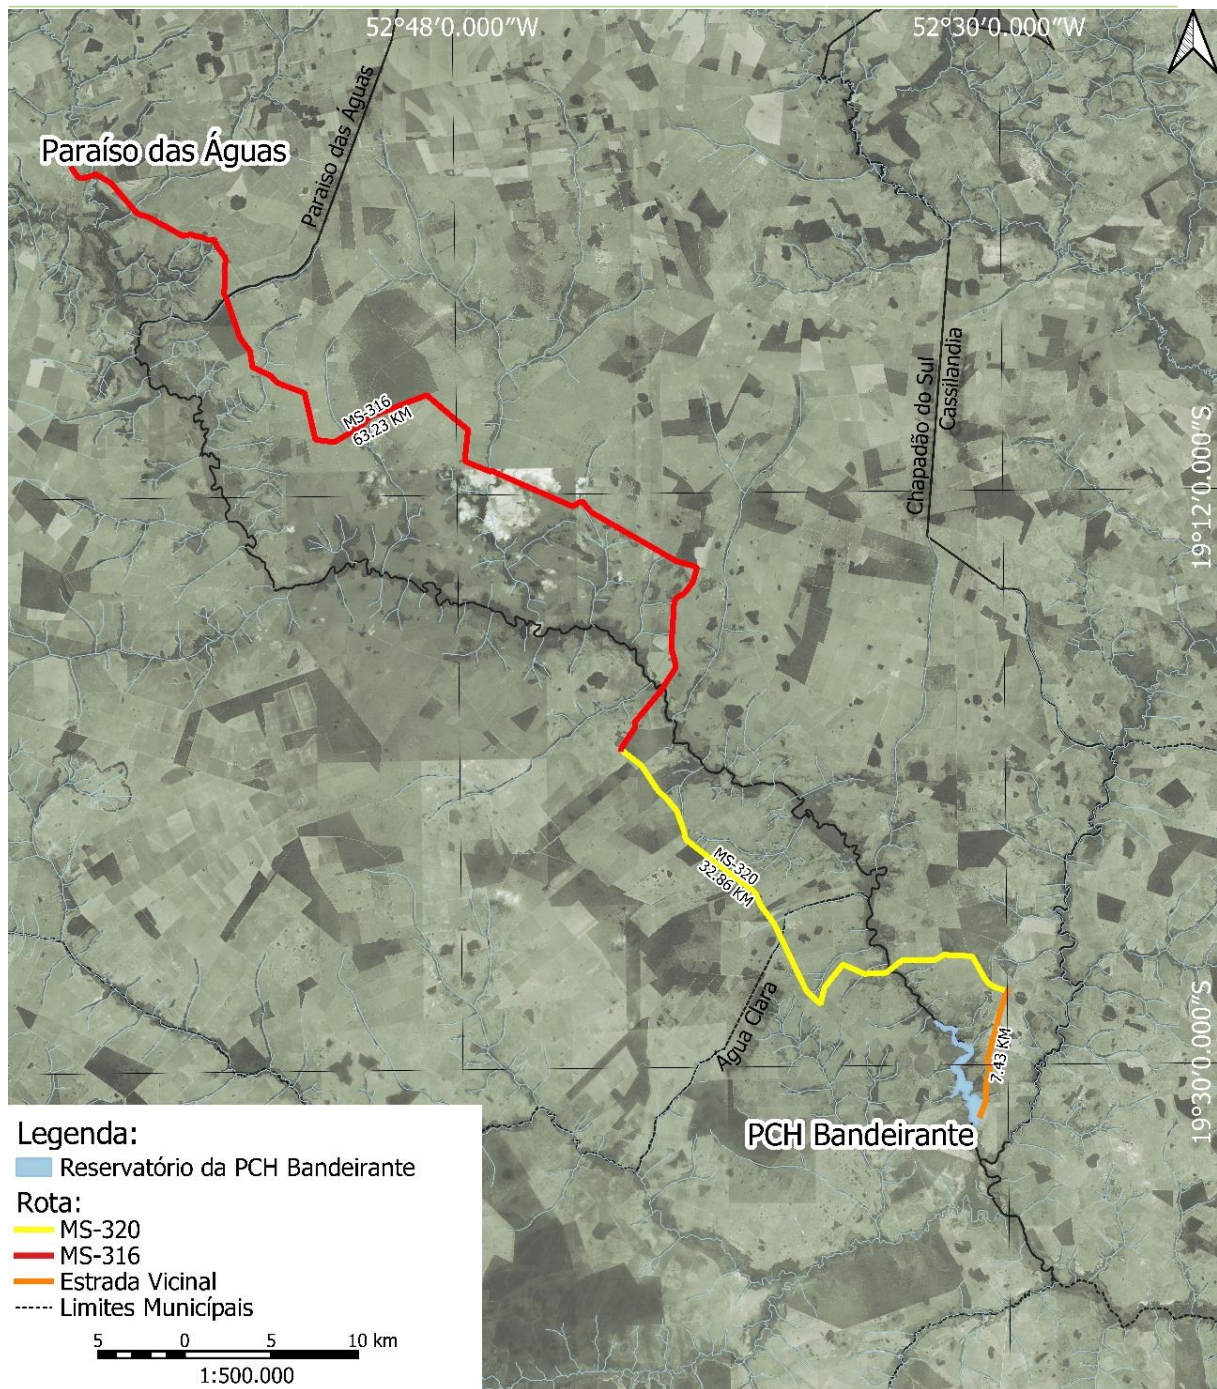 52°48′0.000″W
52°30′0.000″W
Paraíso das Águas
Paraíso das Águas
Chapadão do Sul
Cassilandia
19°12′0.000″S
MS-316
63.23 KM
MS-320
32.86 KM
Água Clara
7.43 KM
19°30′0.000″S
PCH Bandeirante
Legenda:
Reservatório da PCH Bandeirante
Rota:
MS-320
MS-316
Estrada Vicinal
Limites Municípais
5 0 5 10 km
1:500.000